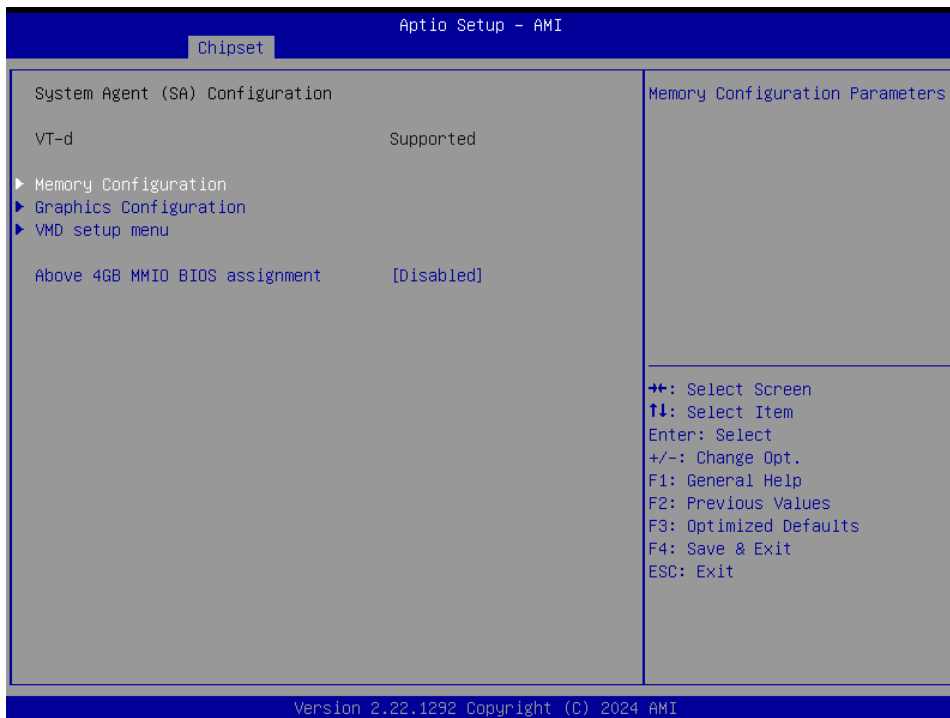 Aptio Setup – AMI
Chipset
System Agent (SA) Configuration
VT-d Supported
Memory Configuration
Graphics Configuration
VMD setup menu
Above 4GB MMIO BIOS assignment [Disabled]
Memory Configuration Parameters
→←: Select Screen
↑↓: Select Item
Enter: Select
+/-: Change Opt.
F1: General Help
F2: Previous Values
F3: Optimized Defaults
F4: Save & Exit
ESC: Exit
Version 2.22.1292 Copyright (C) 2024 AMI